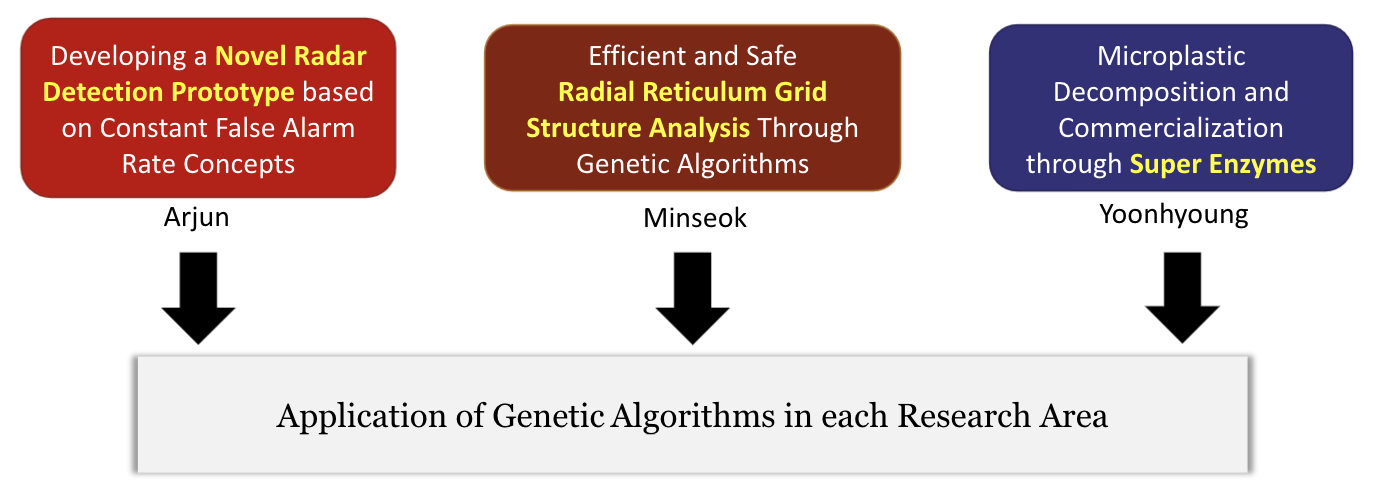 Developing a Novel Radar
Detection Prototype based
on Constant False Alarm
Rate Concepts
Arjun
Efficient and Safe
Radial Reticulum Grid
Structure Analysis Through
Genetic Algorithms
Minseok
Microplastic
Decomposition and
Commercialization
through Super Enzymes
Yoonhyoung
Application of Genetic Algorithms in each Research Area